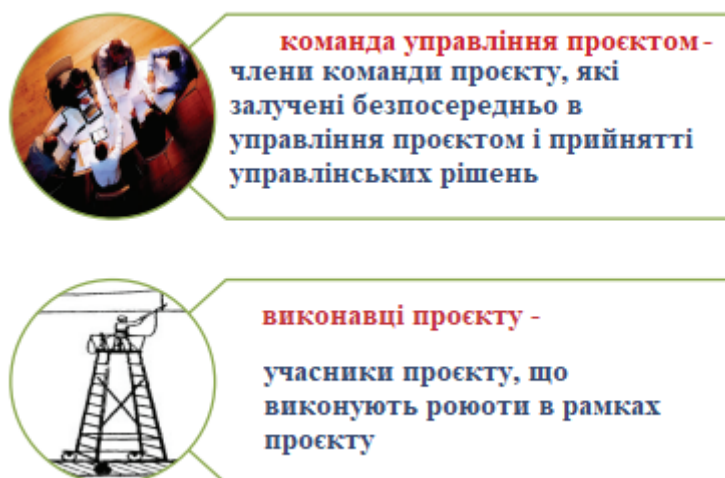 команда управління проєктом -
члени команди проєкту, які
залучені безпосередньо в
управління проєктом і прийнятті
управлінських рішень
виконавці проєкту -
учасники проєкту, що
виконують роюоти в рамках
проєкту